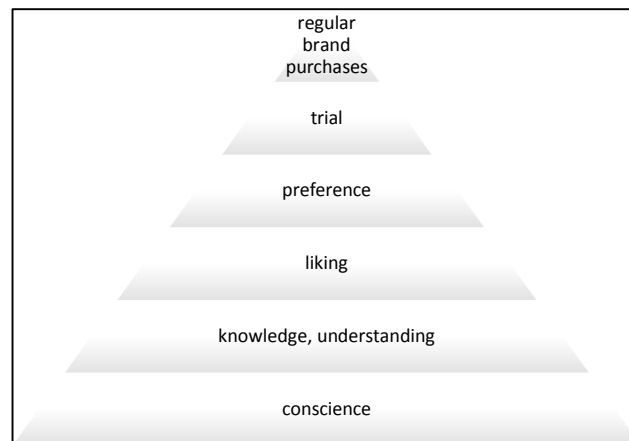 regular
brand
purchases
trial
preference
liking
knowledge, understanding
conscience